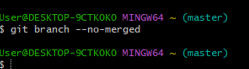 User@DESKTOP-9CTKOKO MINGW64 ~ (master)
$ git branch --no-merged
User@DESKTOP-9CTKOKO MINGW64 ~ (master)
$